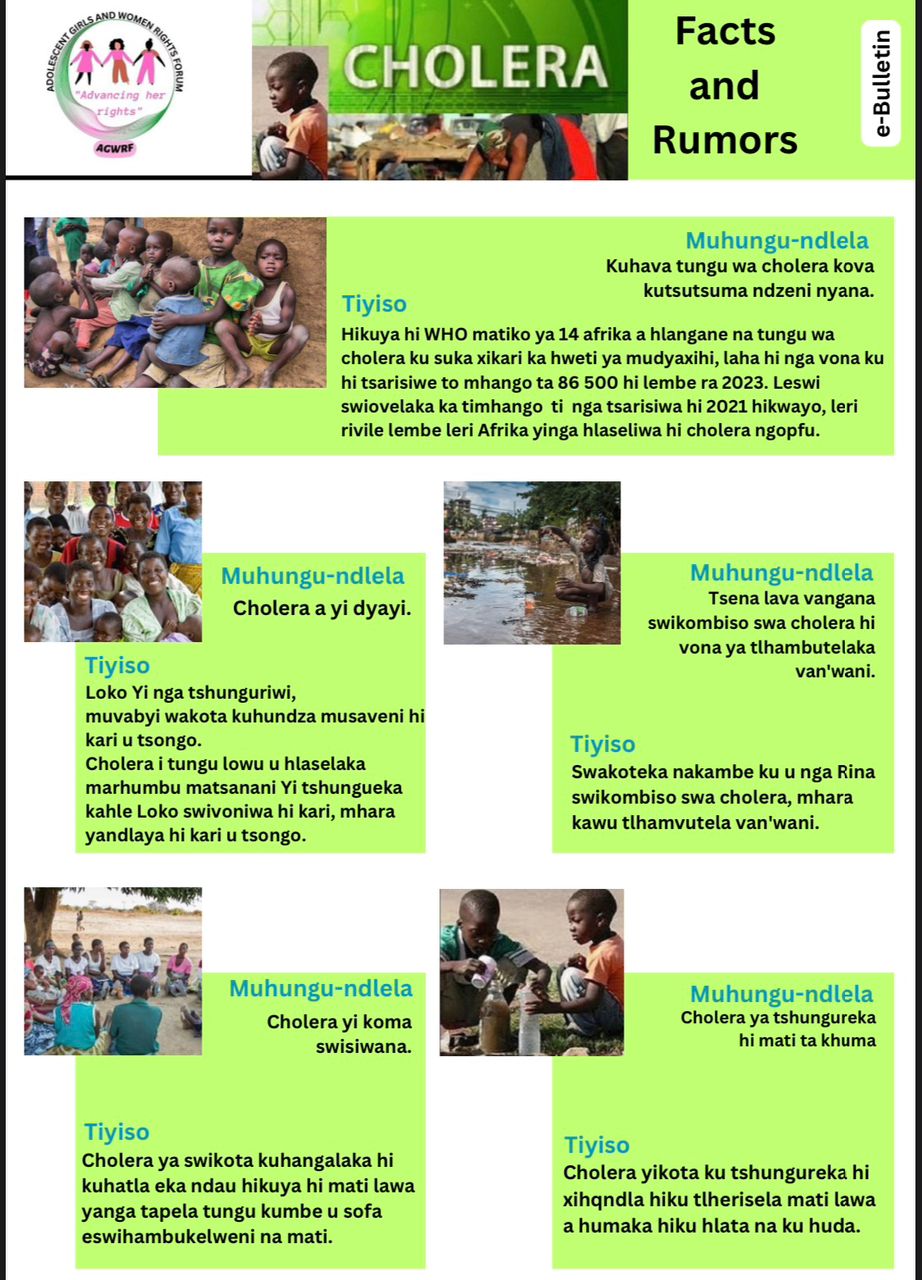 ADOLESCENT GIRLS AND WOMEN RIGHTS FORUM
"Advancing her
rights"
AGWRF
CHOLERA
Facts
and
Rumors
e-Bulletin
Muhungu-ndlela
Kuhava tungu wa cholera kova
kutsutsuma ndzeni nyana.
Tiyiso
Hikuya hi WHO matiko ya 14 afrika a hlangane na tungu wa
cholera ku suka xikari ka hweti ya mudyaxihi, laha hi nga vona ku
hi tsarisiwe to mhango ta 86 500 hi lembe ra 2023. Leswi
swiovelaka ka timhango ti nga tsarisiwa hi 2021 hikwayo, leri
rivile lembe leri Afrika yinga hlaseliwa hi cholera ngopfu.
Muhungu-ndlela
Cholera a yi dyayi.
Tiyiso
Loko Yi nga tshunguriwi,
muvabyi wakota kuhundza musaveni hi
kari u tsongo.
Cholera i tungu lowu u hlaselaka
marhumbu matsanani Yi tshungueka
kahle Loko swivoniwa hi kari, mhara
yandlaya hi kari u tsongo.
Muhungu-ndlela
Tsena lava vangana
swikombiso swa cholera hi
vona ya tlhambutelaka
van'wani.
Tiyiso
Swakoteka nakambe ku u nga Rina
swikombiso swa cholera, mhara
kawu tlhamvutela van'wani.
Muhungu-ndlela
Cholera yi koma
swisiwana.
Tiyiso
Cholera ya swikota kuhangalaka hi
kuhatla eka ndau hikuya hi mati lawa
yanga tapela tungu kumbe u sofa
eswihambukelweni na mati.
Muhungu-ndlela
Cholera ya tshungureka
hi mati ta khuma
Tiyiso
Cholera yikota ku tshungureka hi
xihqndla hiku tlherisela mati lawa
a humaka hiku hlata na ku huda.